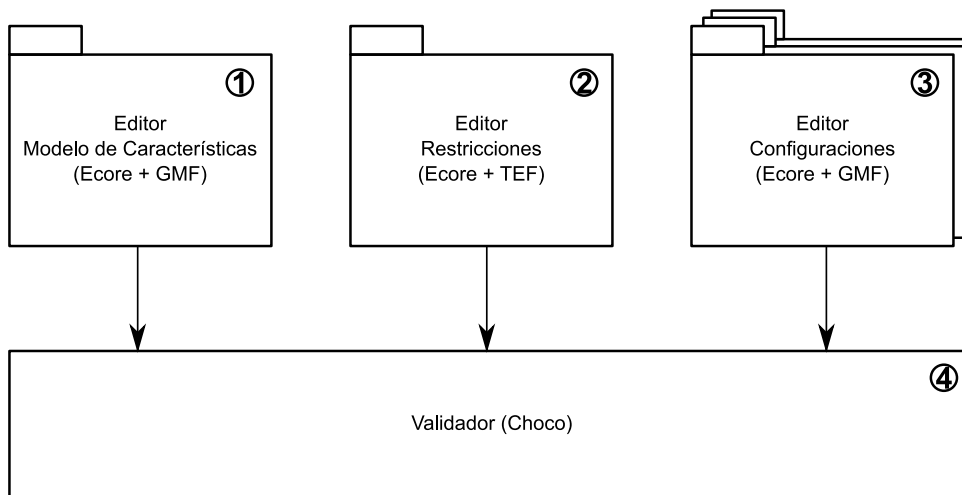 ①
Editor
Modelo de Características
(Ecore + GMF)
②
Editor
Restricciones
(Ecore + TEF)
③
Editor
Configuraciones
(Ecore + GMF)
④
Validador (Choco)